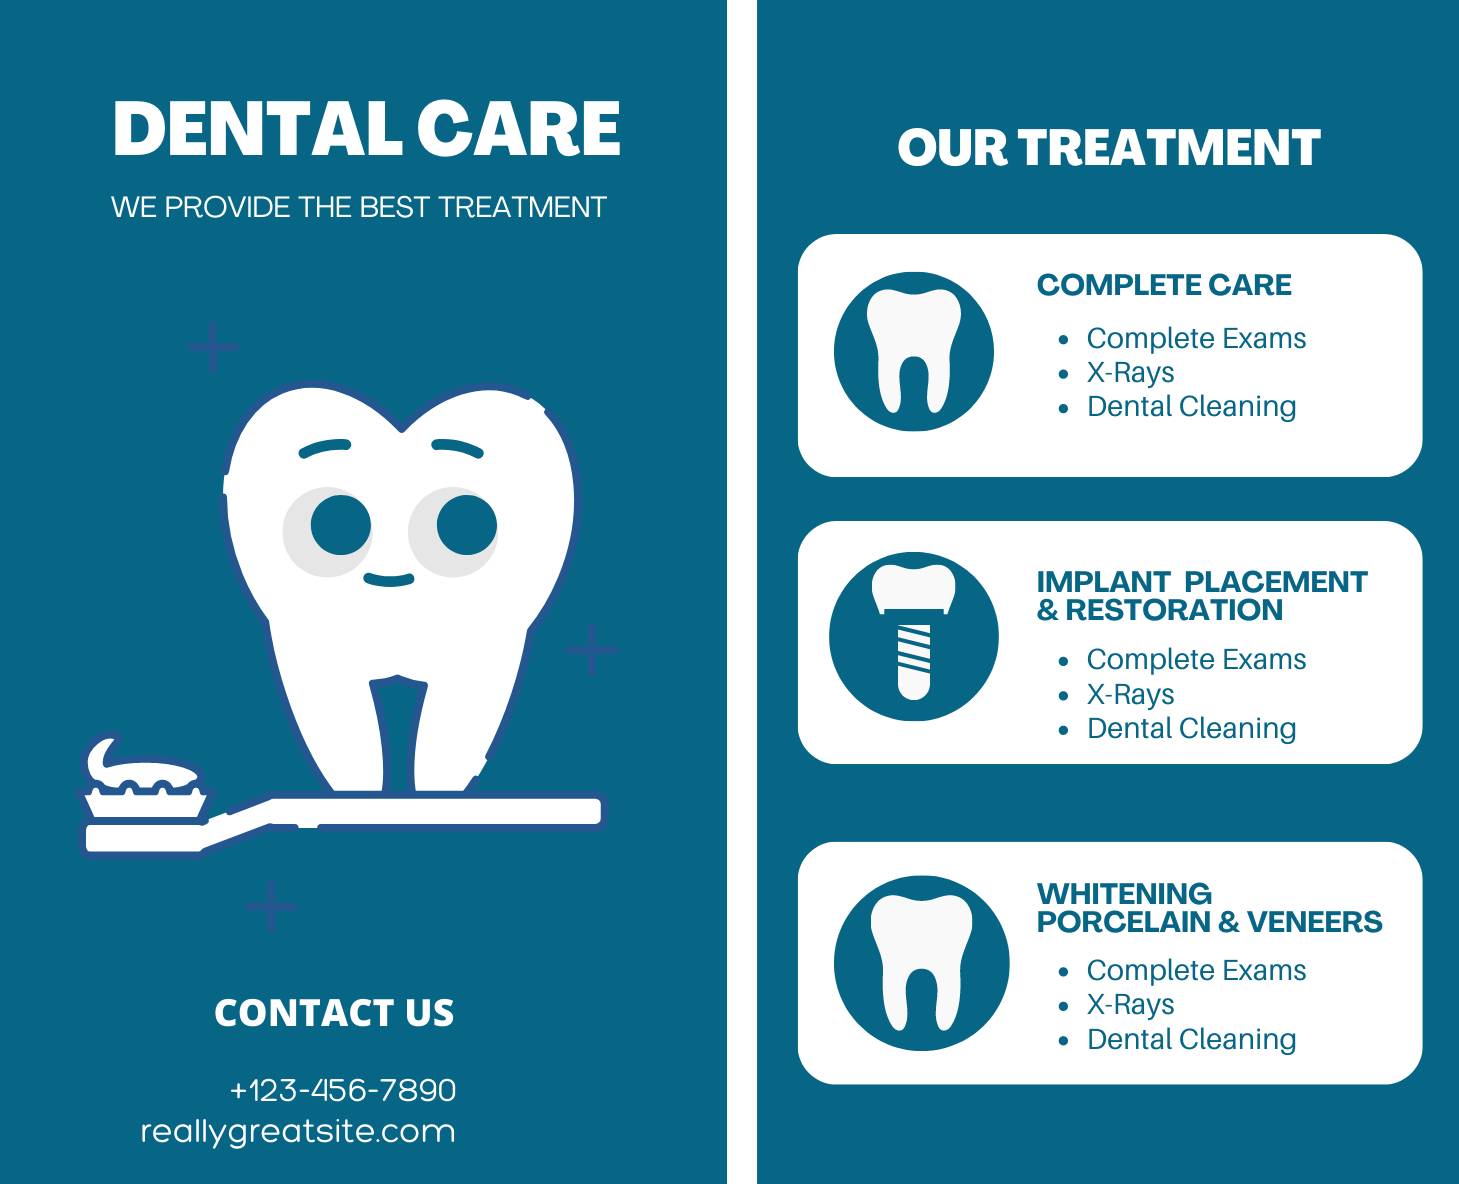 DENTAL CARE
WE PROVIDE THE BEST TREATMENT
CONTACT US
+123-456-7890
reallygreatsite.com
OUR TREATMENT
COMPLETE CARE
• Complete Exams
• X-Rays
• Dental Cleaning
IMPLANT PLACEMENT
& RESTORATION
• Complete Exams
• X-Rays
• Dental Cleaning
WHITENING
PORCELAIN & VENEERS
• Complete Exams
• X-Rays
• Dental Cleaning